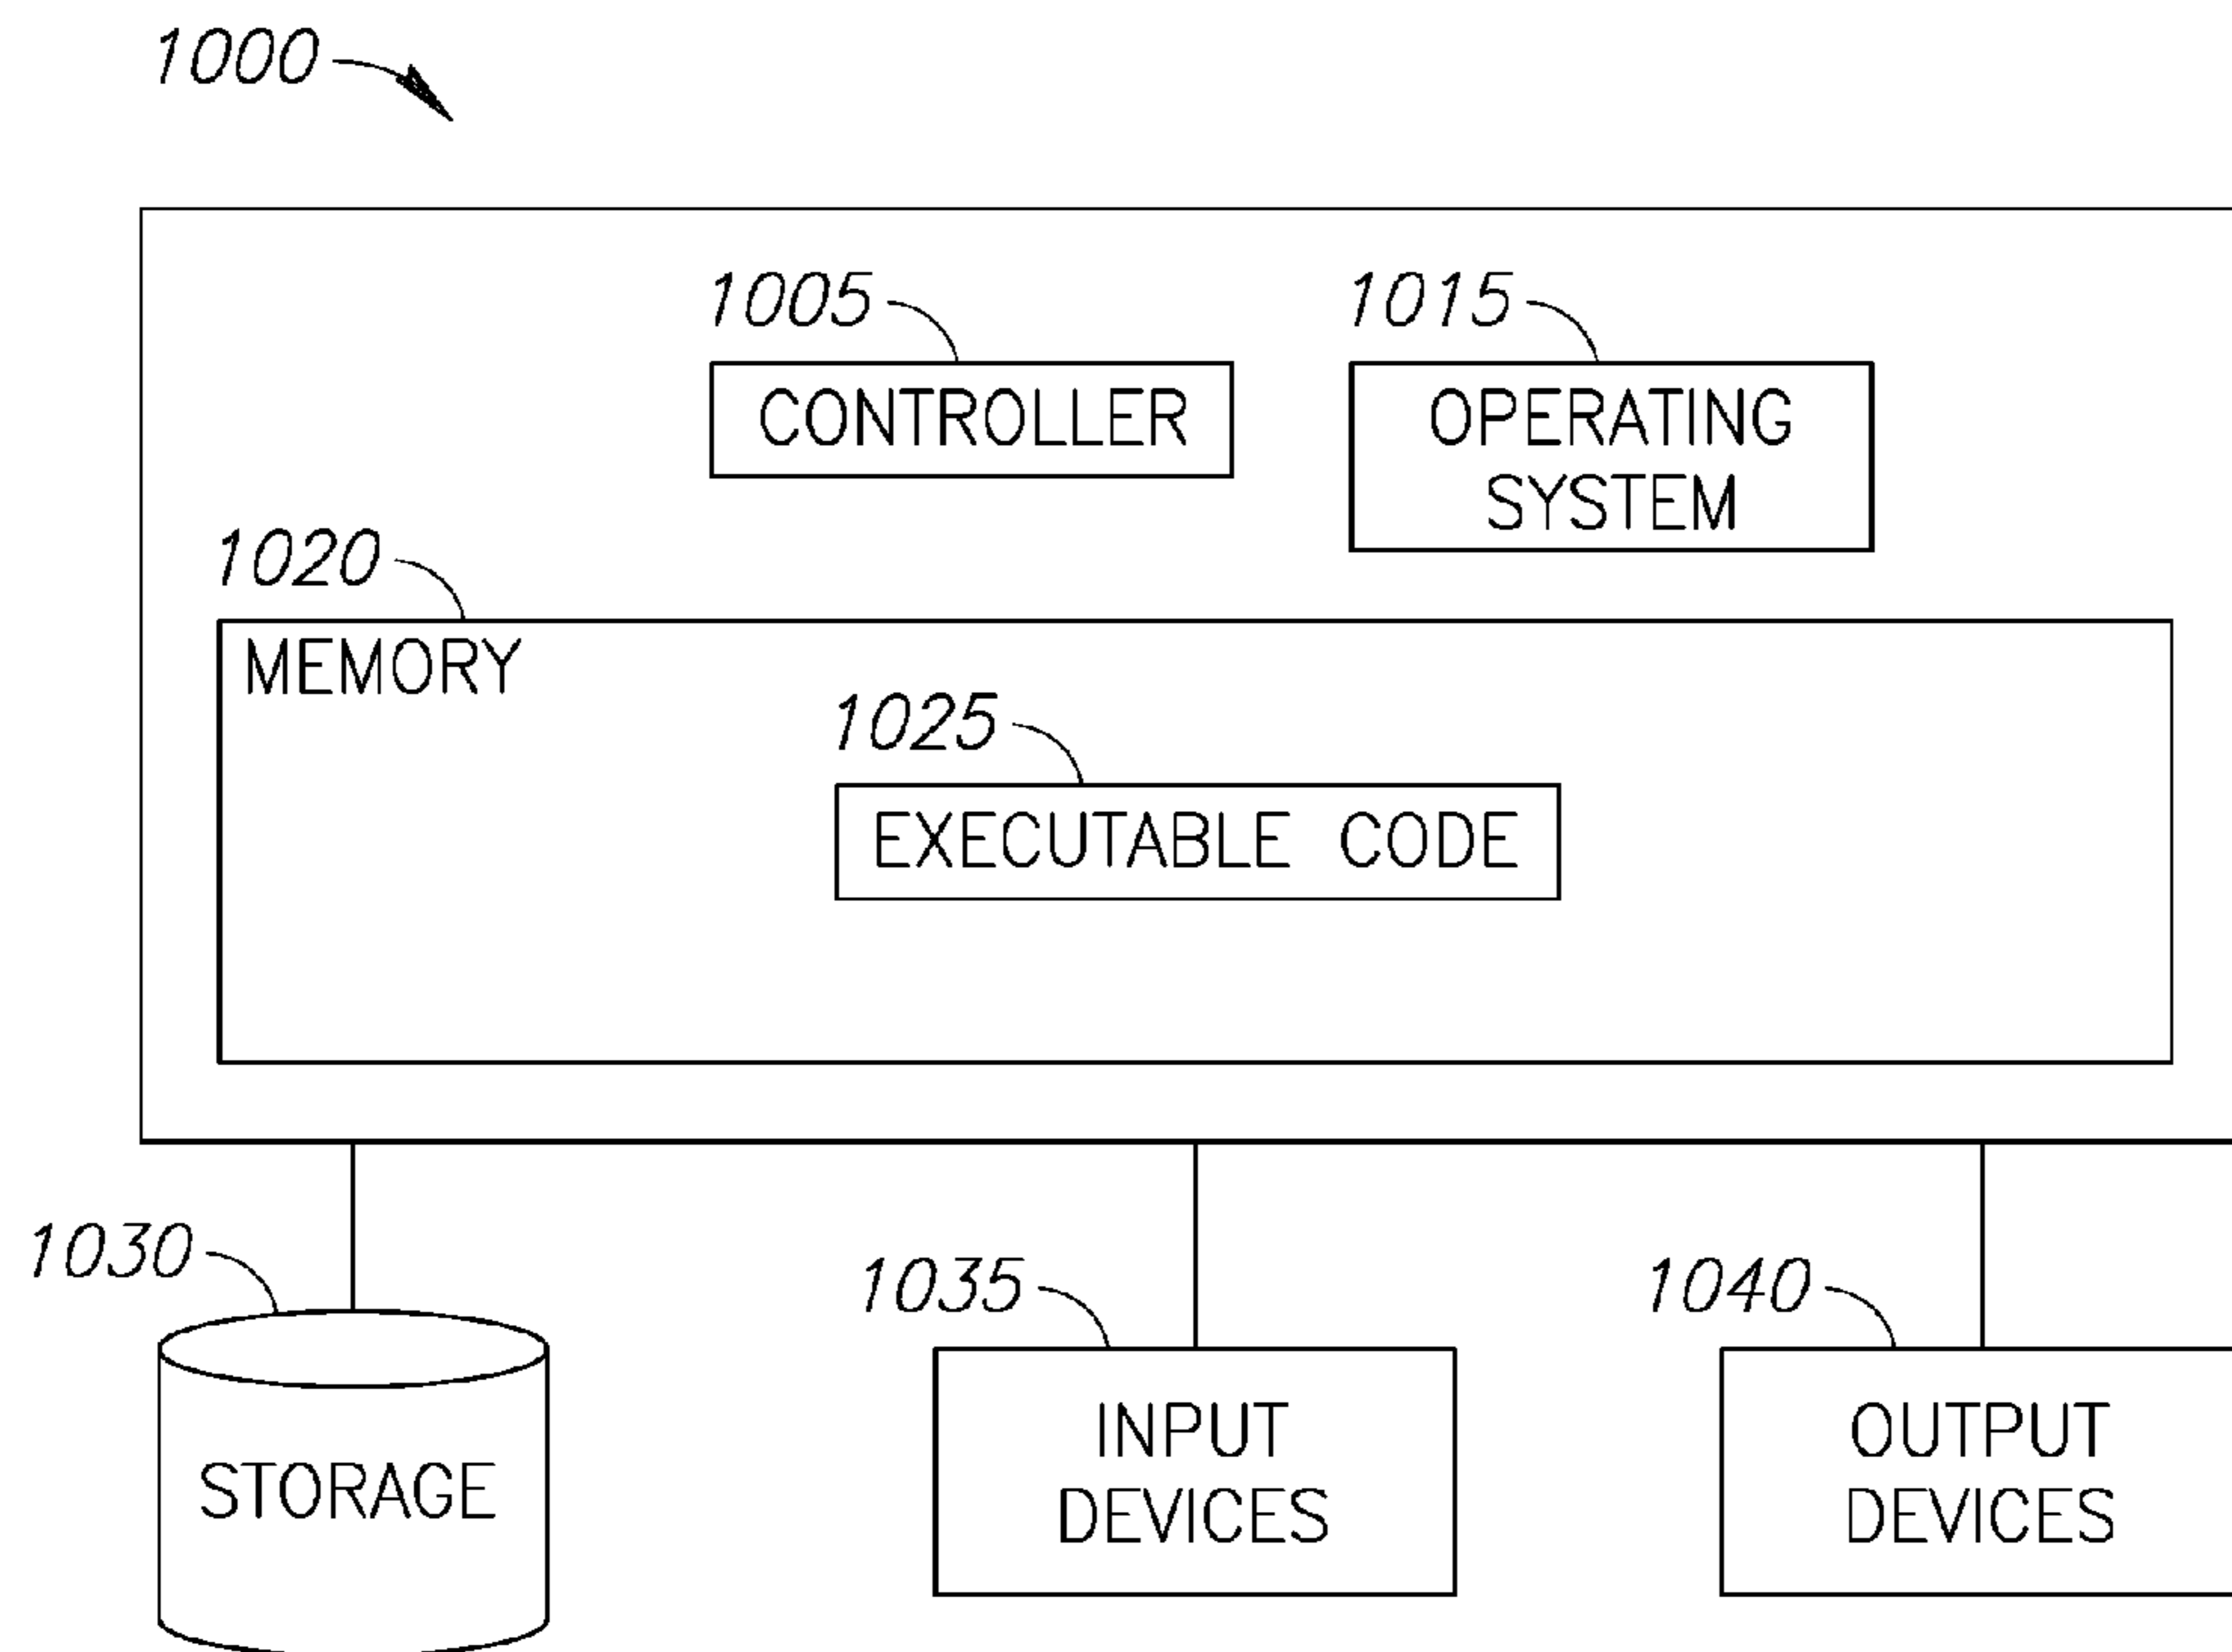 1000
1005
1015
CONTROLLER
OPERATING
SYSTEM
1020
MEMORY
1025
EXECUTABLE CODE
1030
1035
1040
STORAGE
INPUT
DEVICES
OUTPUT
DEVICES